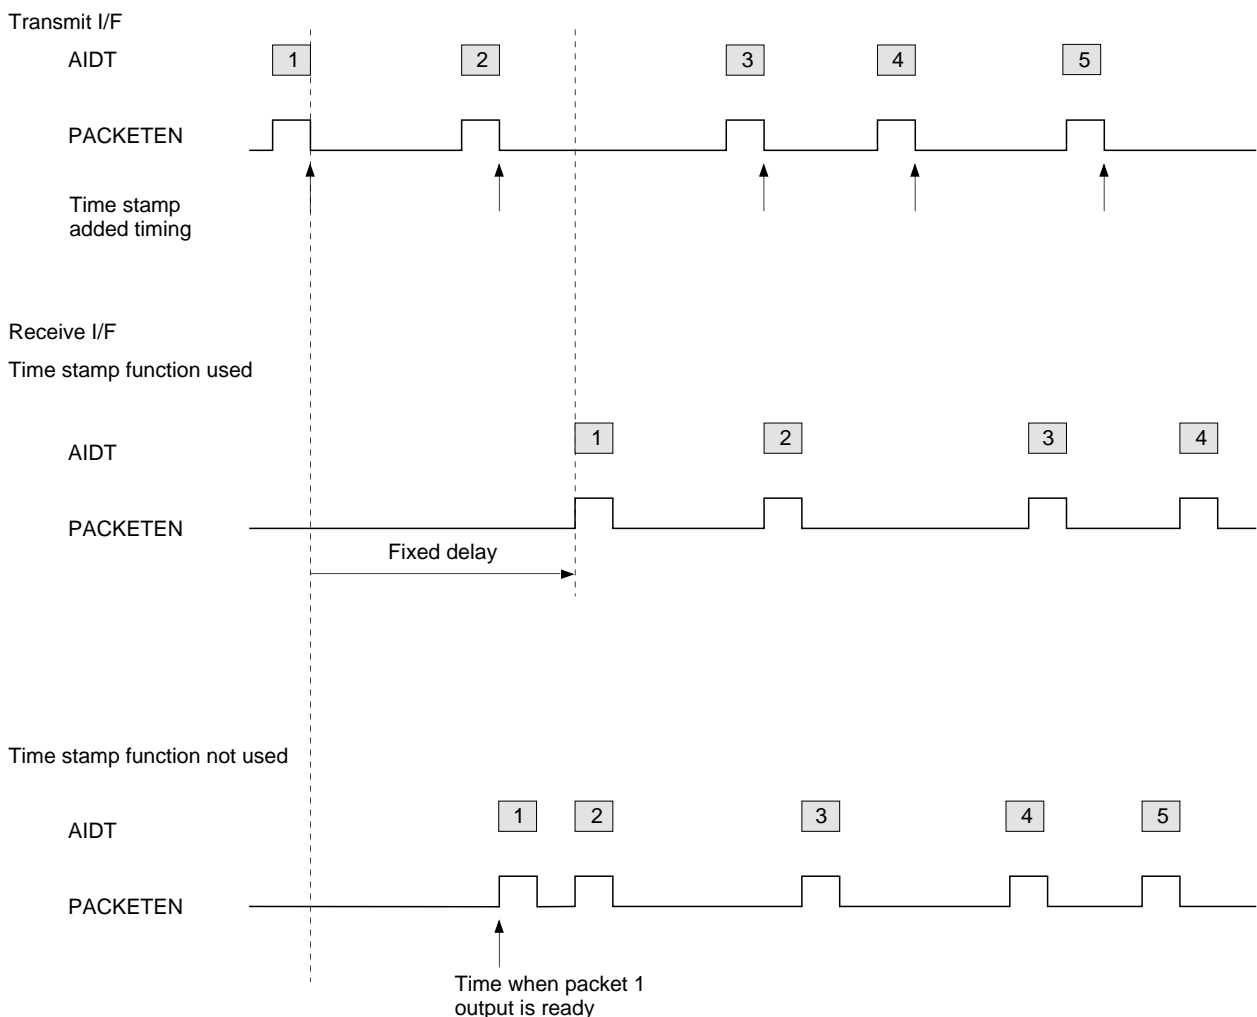 Transmit I/F
AIDT 1 2 3 4 5
PACKETEN
Time stamp
added timing
Receive I/F
Time stamp function used
AIDT 1 2 3 4
PACKETEN
Fixed delay
Time stamp function not used
AIDT 1 2 3 4 5
PACKETEN
Time when packet 1
output is ready